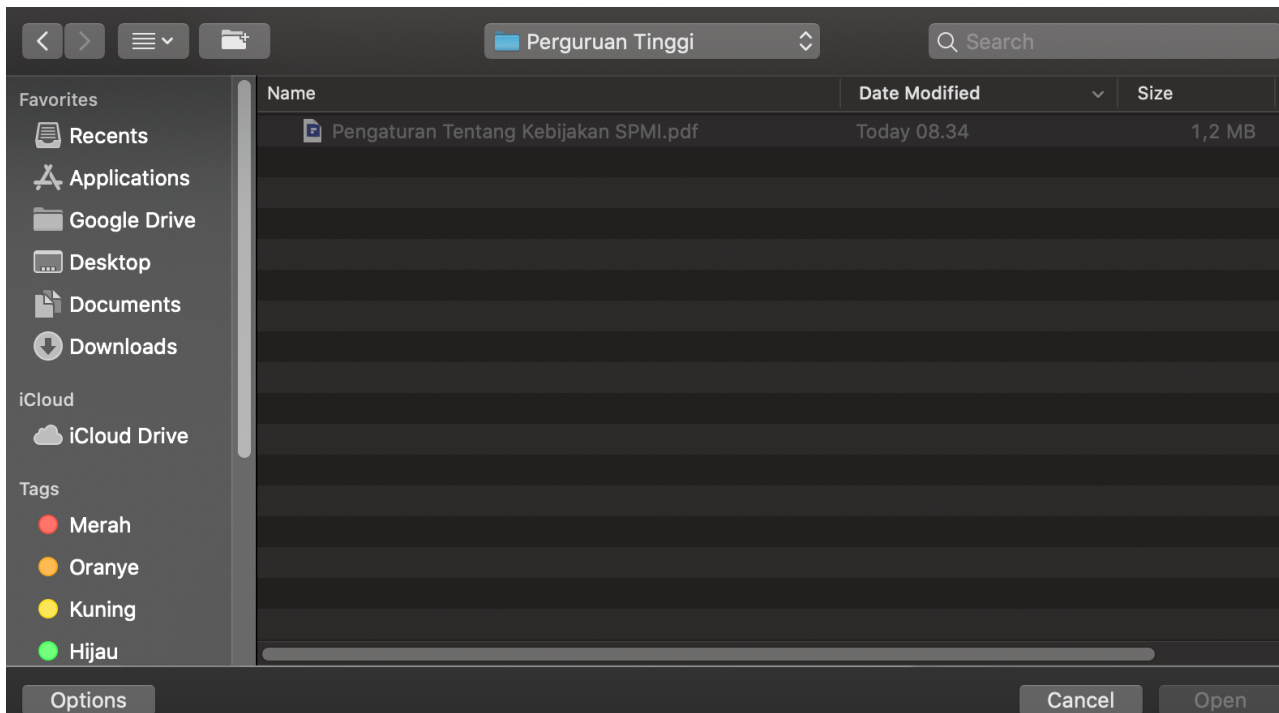 Perguruan Tinggi
Search
Favorites
Recents
Applications
Google Drive
Desktop
Documents
Downloads
iCloud
iCloud Drive
Tags
Merah
Oranye
Kuning
Hijau
Name Date Modified Size
Pengaturan Tentang Kebijakan SPMI.pdf Today 08.34 1,2 MB
Options Cancel Open